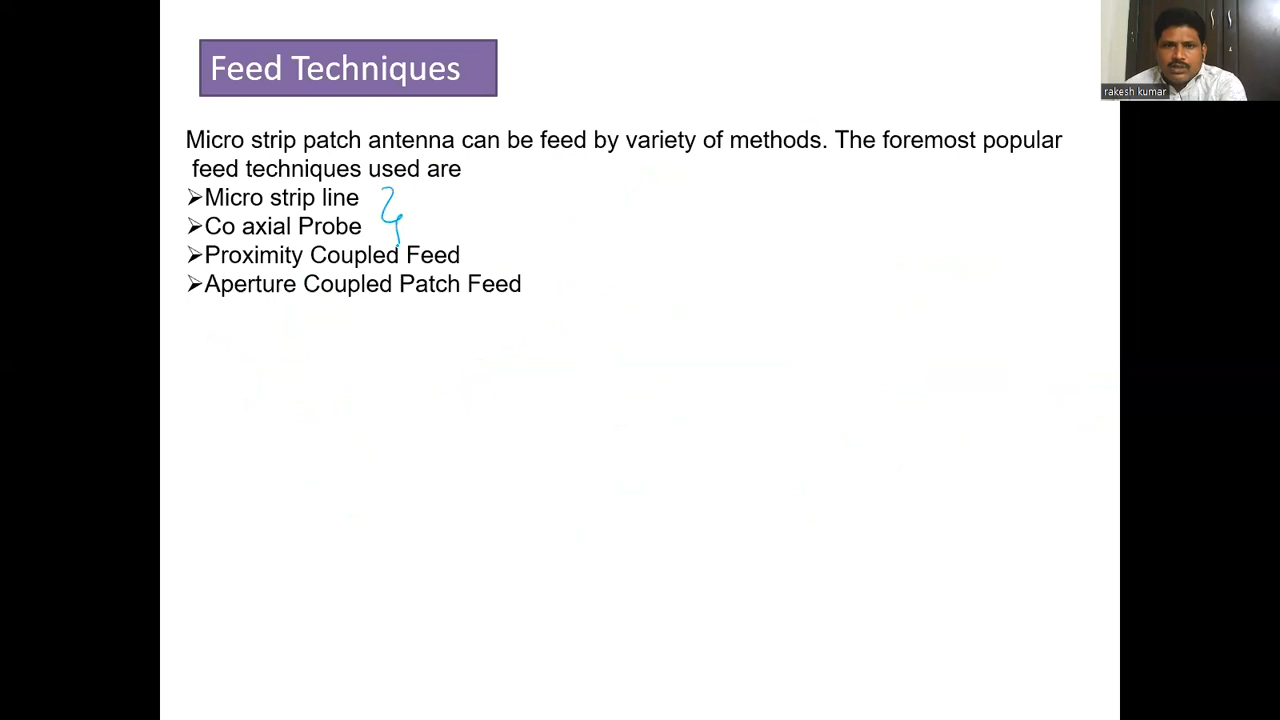 Feed Techniques
rakesh kumar
Micro strip patch antenna can be feed by variety of methods. The foremost popular
feed techniques used are
➢Micro strip line
➢Co axial Probe
➢Proximity Coupled Feed
➢Aperture Coupled Patch Feed